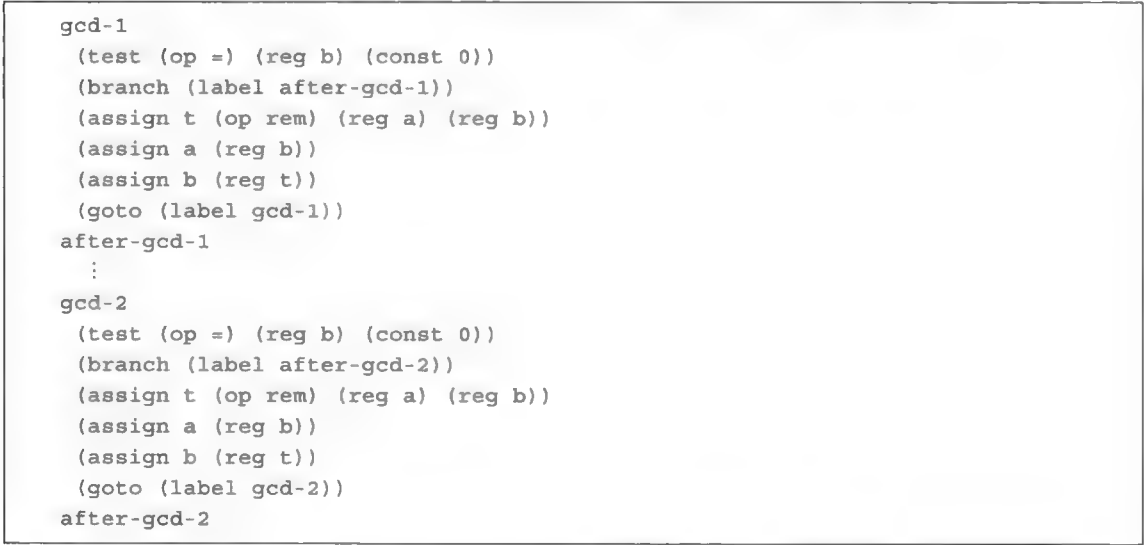 gcd-1
(test (op =) (reg b) (const 0))
(branch (label after-gcd-1))
(assign t (op rem) (reg a) (reg b))
(assign a (reg b))
(assign b (reg t))
(goto (label gcd-1))
after-gcd-1
⋮
gcd-2
(test (op =) (reg b) (const 0))
(branch (label after-gcd-2))
(assign t (op rem) (reg a) (reg b))
(assign a (reg b))
(assign b (reg t))
(goto (label gcd-2))
after-gcd-2